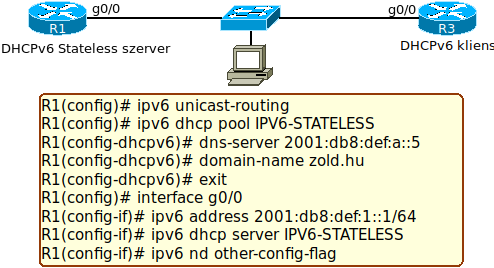 g0/0
g0/0
R1
R3
DHCPv6 Stateless szerver
DHCPv6 kliens
R1(config)# ipv6 unicast-routing
R1(config)# ipv6 dhcp pool IPV6-STATELESS
R1(config-dhcpv6)# dns-server 2001:db8:def:a::5
R1(config-dhcpv6)# domain-name zold.hu
R1(config-dhcpv6)# exit
R1(config)# interface g0/0
R1(config-if)# ipv6 address 2001:db8:def:1::1/64
R1(config-if)# ipv6 dhcp server IPV6-STATELESS
R1(config-if)# ipv6 nd other-config-flag